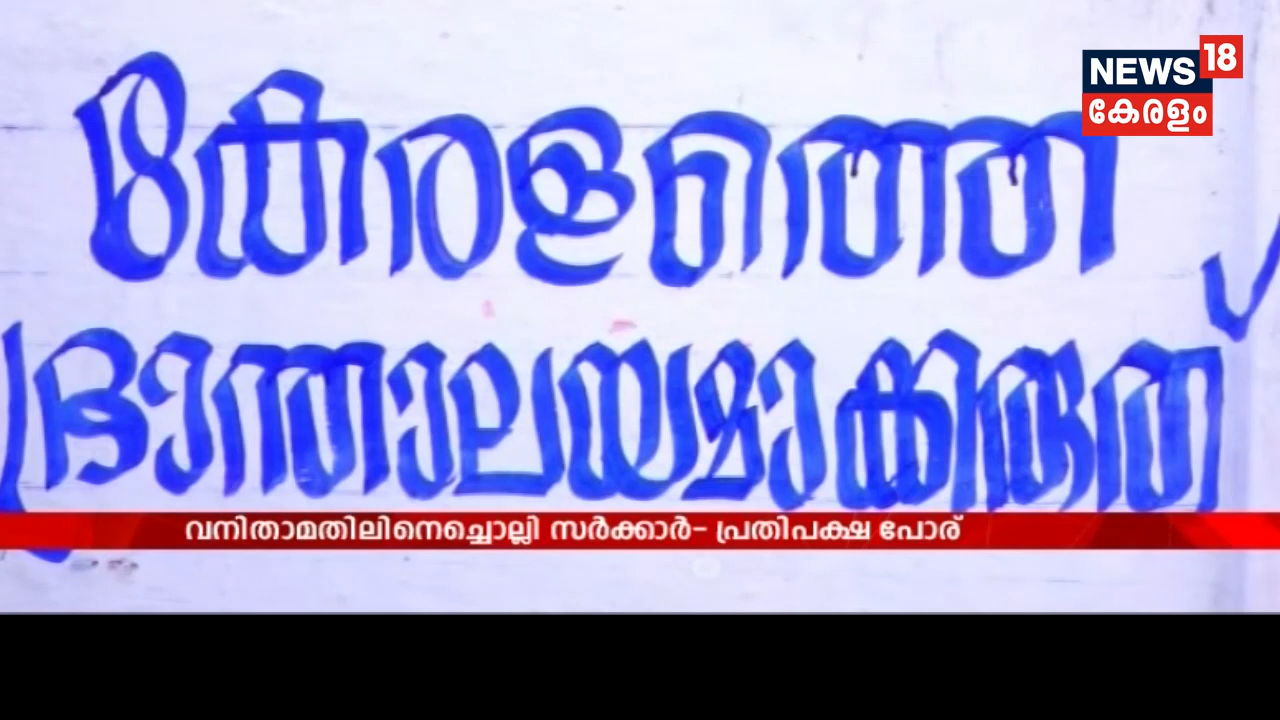 NEWS 18
കേരളം
കേരളത്തെ
ഭ്രാന്താലയമാക്കരുത്
വനിതാമതിലിനെച്ചൊല്ലി സർക്കാർ- പ്രതിപക്ഷ പോര്